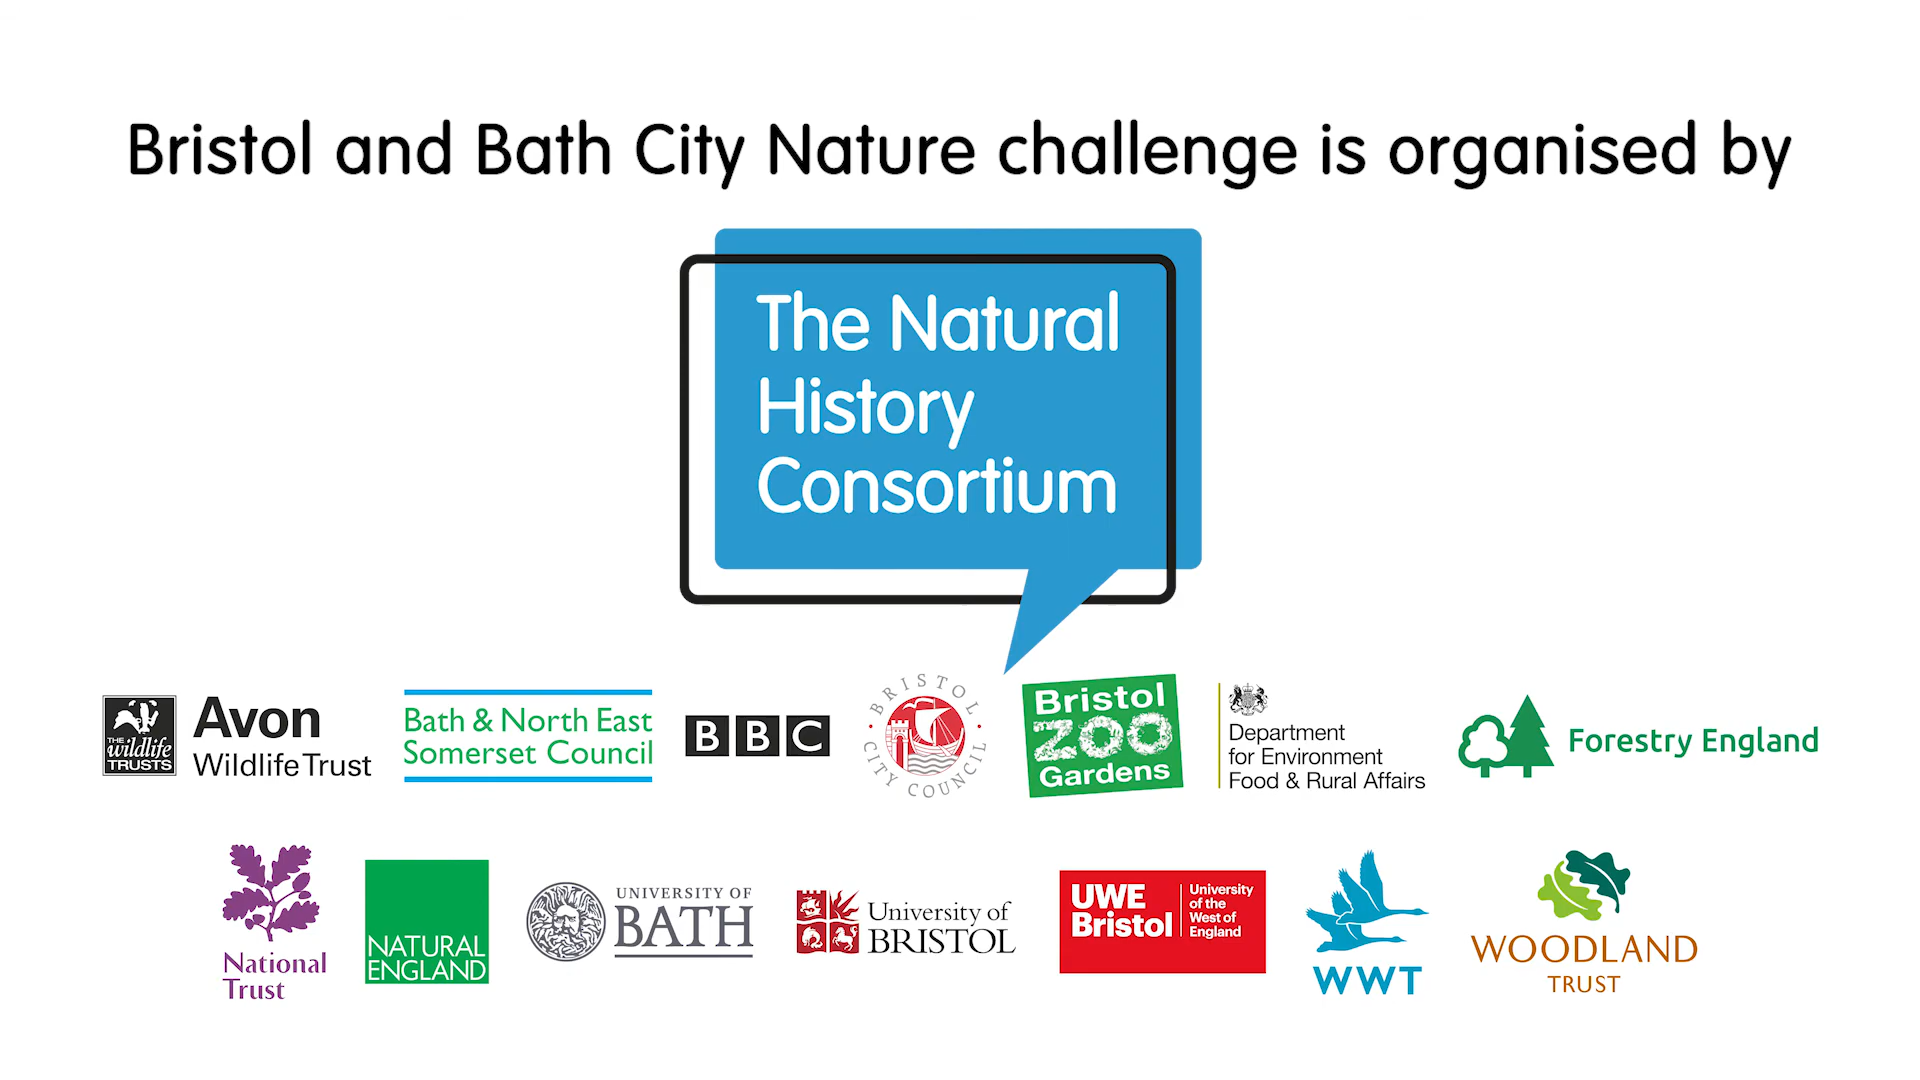 Bristol and Bath City Nature challenge is organised by
The Natural
History
Consortium
THE
wildlife
TRUSTS
Avon
Wildlife Trust
Bath & North East
Somerset Council
BBC
BRISTOL
CITY COUNCIL
Bristol
ZOO
Gardens
Department
for Environment
Food & Rural Affairs
Forestry England
National
Trust
NATURAL
ENGLAND
UNIVERSITY OF
BATH
University of
BRISTOL
UWE
Bristol
University
of the
West of
England
WWT
WOODLAND
TRUST